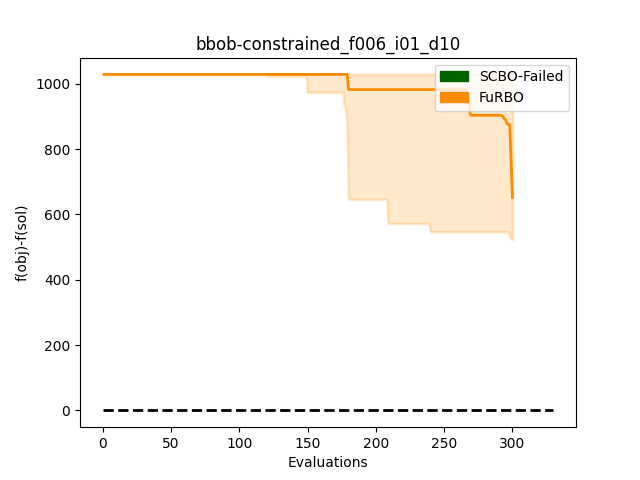 bbob-constrained_f006_i01_d10
SCBO-Failed
FuRBO
1000
800
600
400
200
0
f(obj)-f(sol)
0 50 100 150 200 250 300
Evaluations